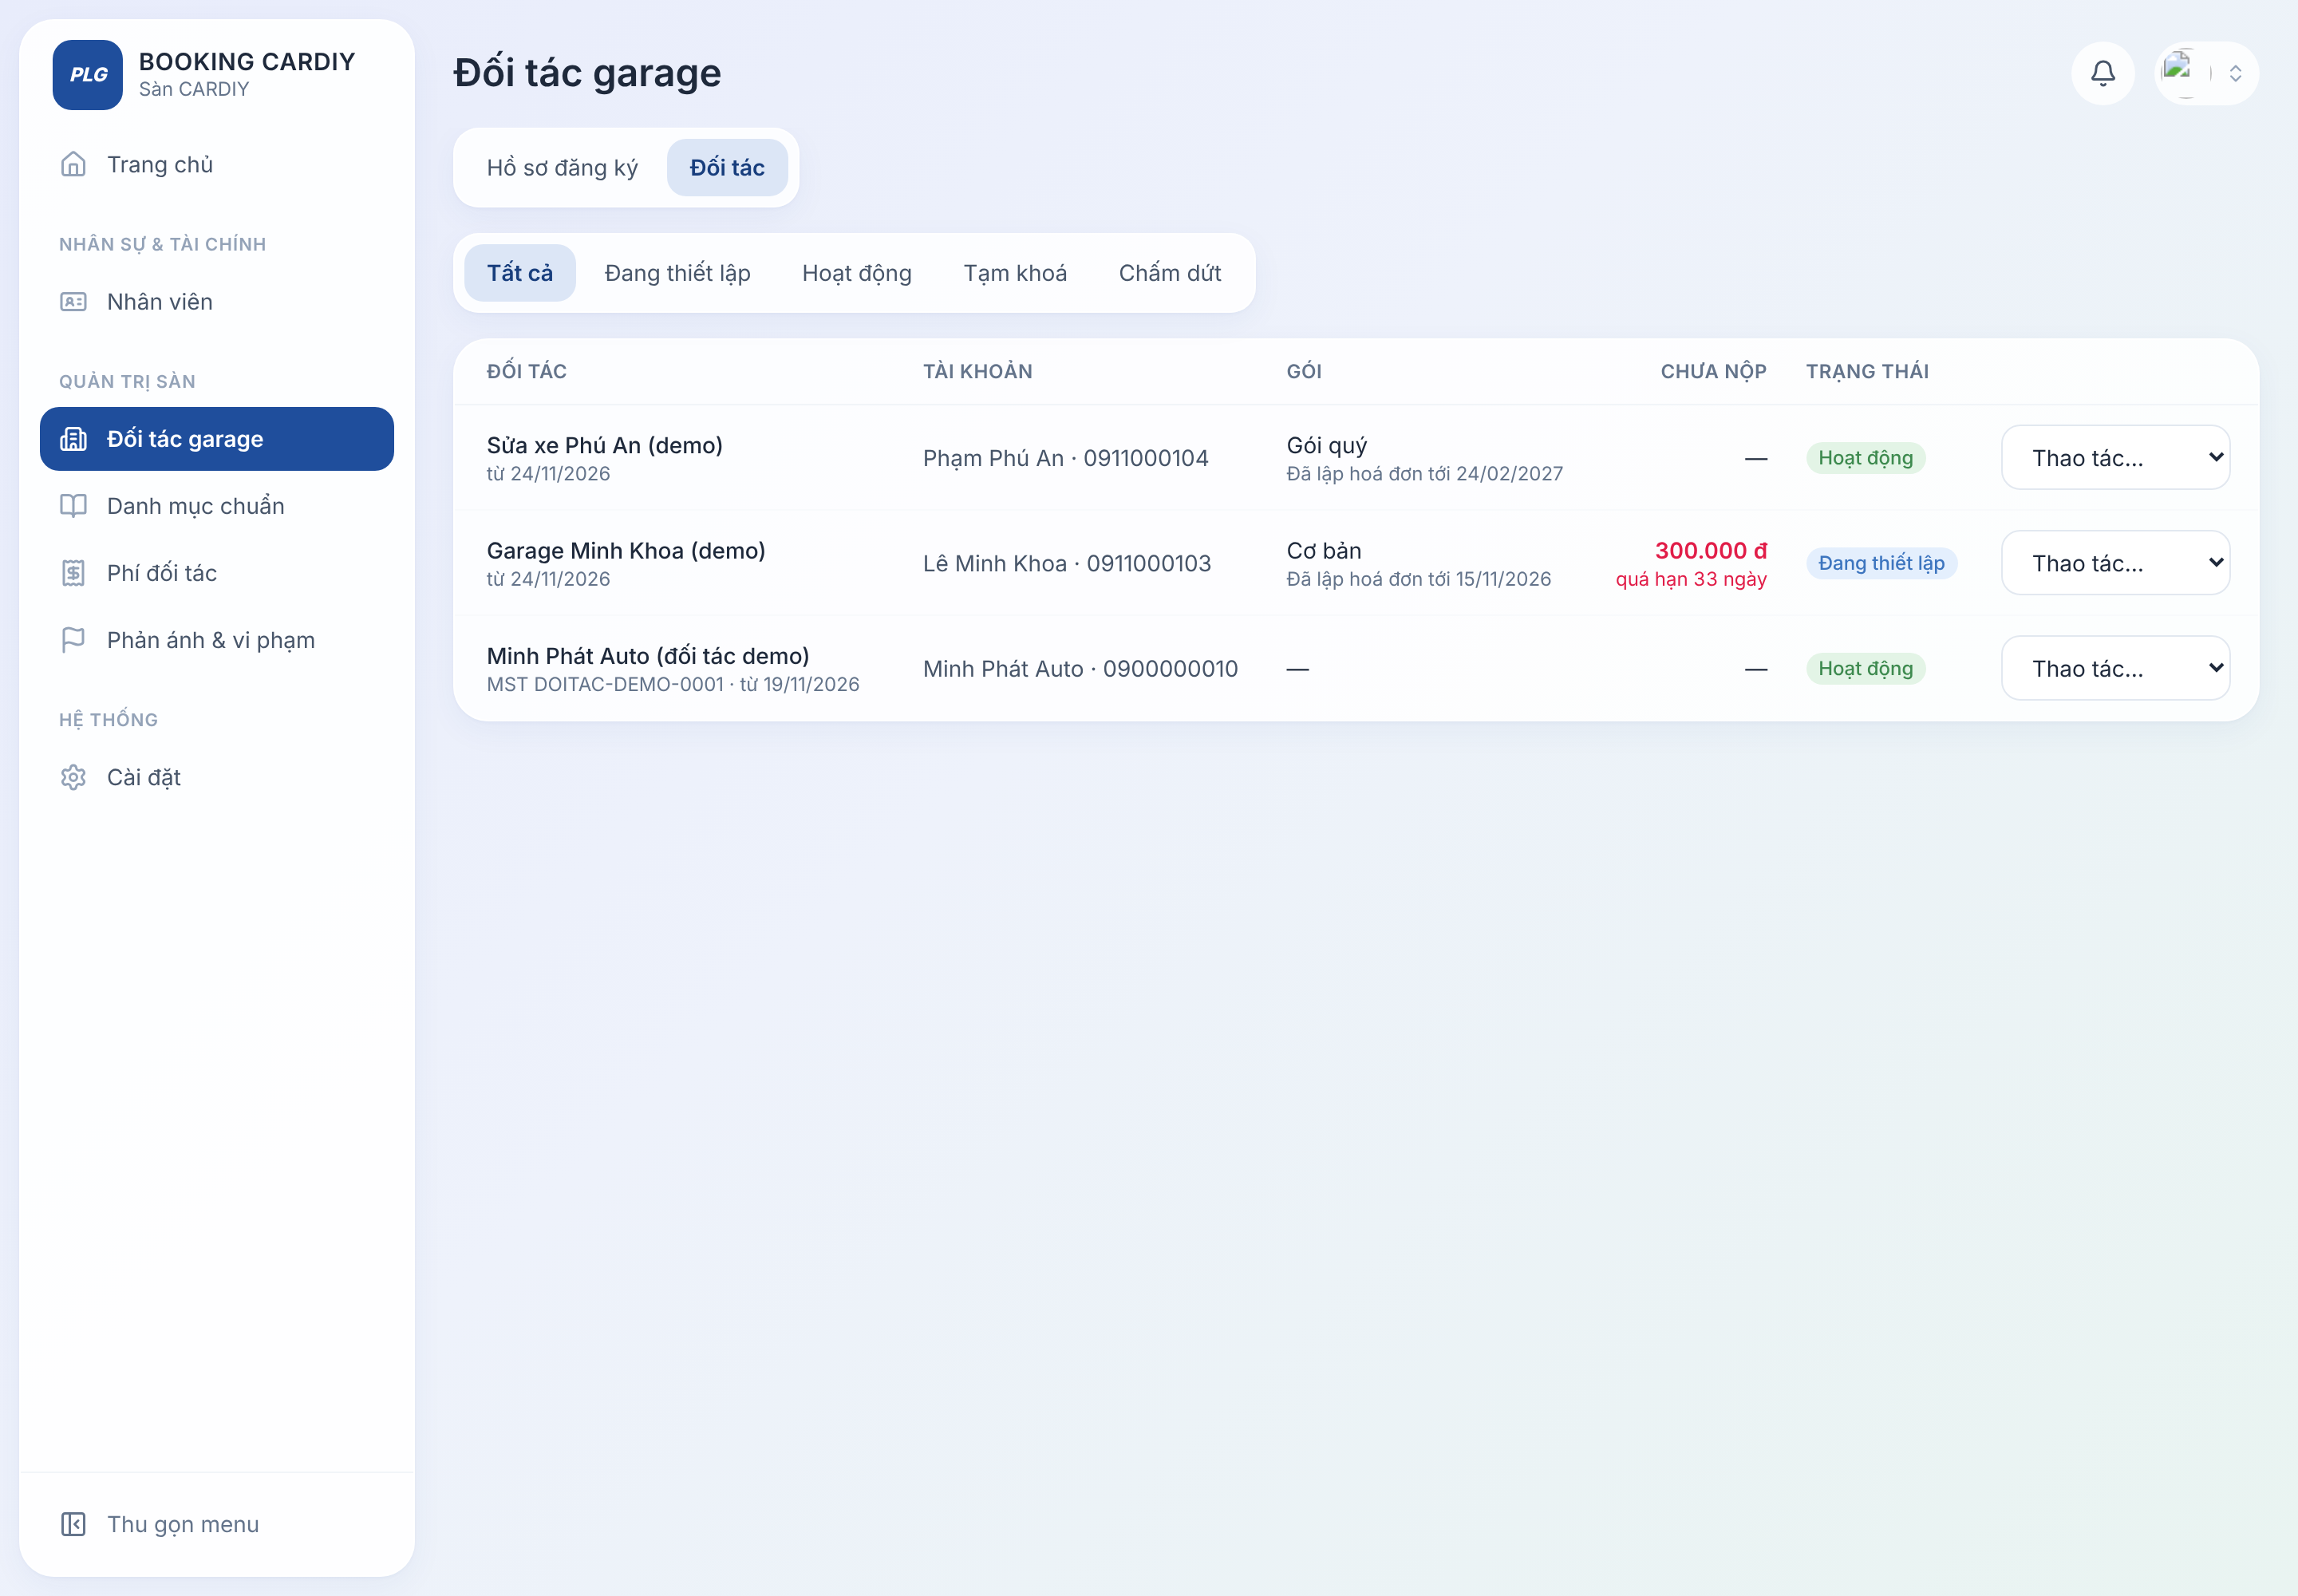 PLG
BOOKING CARDIY
Sàn CARDIY
Trang chủ
NHÂN SỰ & TÀI CHÍNH
Nhân viên
QUẢN TRỊ SÀN
Đối tác garage
Danh mục chuẩn
Phí đối tác
Phản ánh & vi phạm
HỆ THỐNG
Cài đặt
Thu gọn menu
Đối tác garage
Hồ sơ đăng ký Đối tác
Tất cả Đang thiết lập Hoạt động Tạm khoá Chấm dứt
ĐỐI TÁC TÀI KHOẢN GÓI CHƯA NỘP TRẠNG THÁI
Sửa xe Phú An (demo)
từ 24/11/2026
Phạm Phú An · 0911000104
Gói quý
Đã lập hoá đơn tới 24/02/2027
—
Hoạt động
Thao tác...
Garage Minh Khoa (demo)
từ 24/11/2026
Lê Minh Khoa · 0911000103
Cơ bản
Đã lập hoá đơn tới 15/11/2026
300.000 đ
quá hạn 33 ngày
Đang thiết lập
Thao tác...
Minh Phát Auto (đối tác demo)
MST DOITAC-DEMO-0001 · từ 19/11/2026
Minh Phát Auto · 0900000010
—
—
Hoạt động
Thao tác...